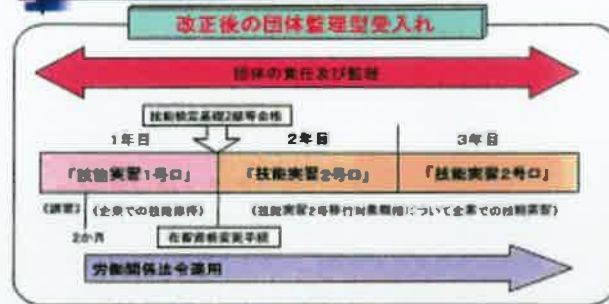 改正後の団体監理型受入れ
団体の責任及び監理
技能検定基礎2級等合格
1年目
2年目
3年目
「技能実習1号ロ」
「技能実習2号ロ」
「技能実習2号ロ」
(講習)
(企業での技能修得)
(技能実習2号移行対象職種について企業での技能実習)
2か月
在留資格変更手続
労働関係法令適用